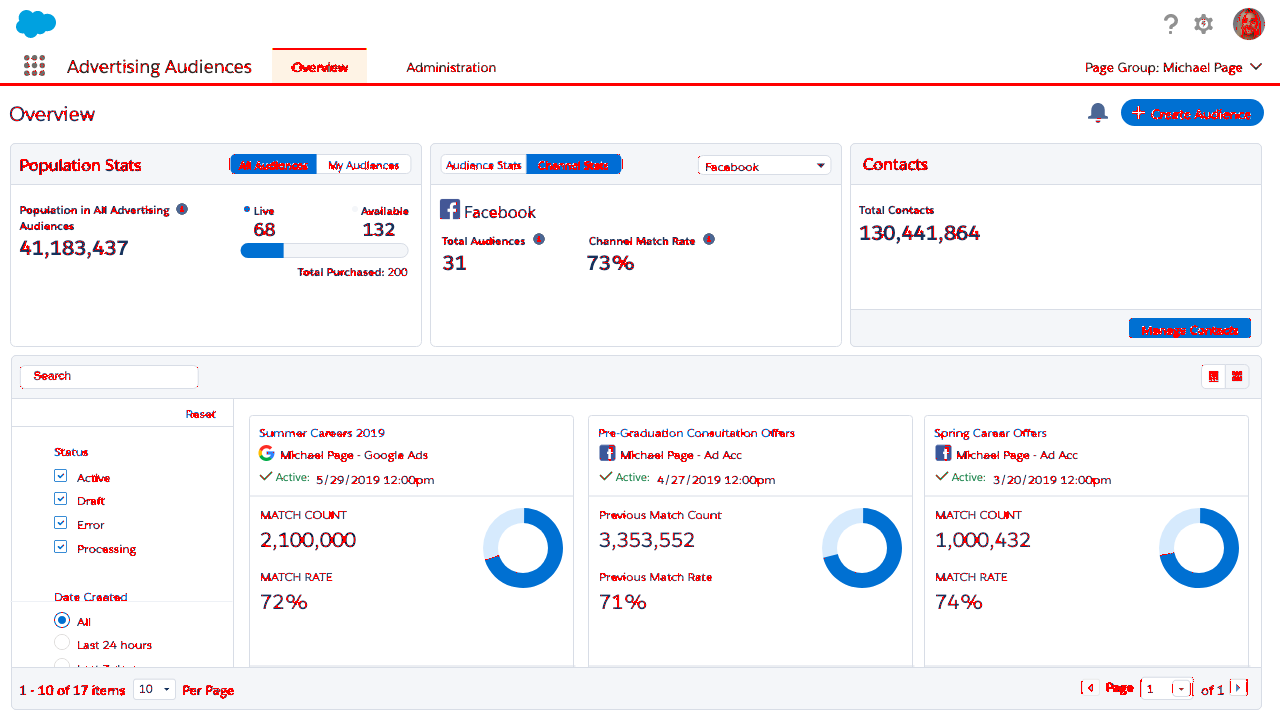 Advertising Audiences
Overview
Administration
Page Group: Michael Page
Overview
+ Create Audience
Population Stats
All Audiences
My Audiences
Population in All Advertising
Audiences
41,183,437
Live
68
Available
132
Total Purchased: 200
Audience Stats
Channel Stats
Facebook
Facebook
Total Audiences
31
Channel Match Rate
73%
Contacts
Total Contacts
130,441,864
Manage Contacts
Search
Reset
Status
Active
Draft
Error
Processing
Date Created
All
Last 24 hours
Summer Careers 2019
Michael Page - Google Ads
Active: 5/29/2019 12:00pm
MATCH COUNT
2,100,000
MATCH RATE
72%
Pre-Graduation Consultation Offers
Michael Page - Ad Acc
Active: 4/27/2019 12:00pm
Previous Match Count
3,353,552
Previous Match Rate
71%
Spring Career Offers
Michael Page - Ad Acc
Active: 3/20/2019 12:00pm
MATCH COUNT
1,000,432
MATCH RATE
74%
1 - 10 of 17 items
10
Per Page
Page 1 of 1